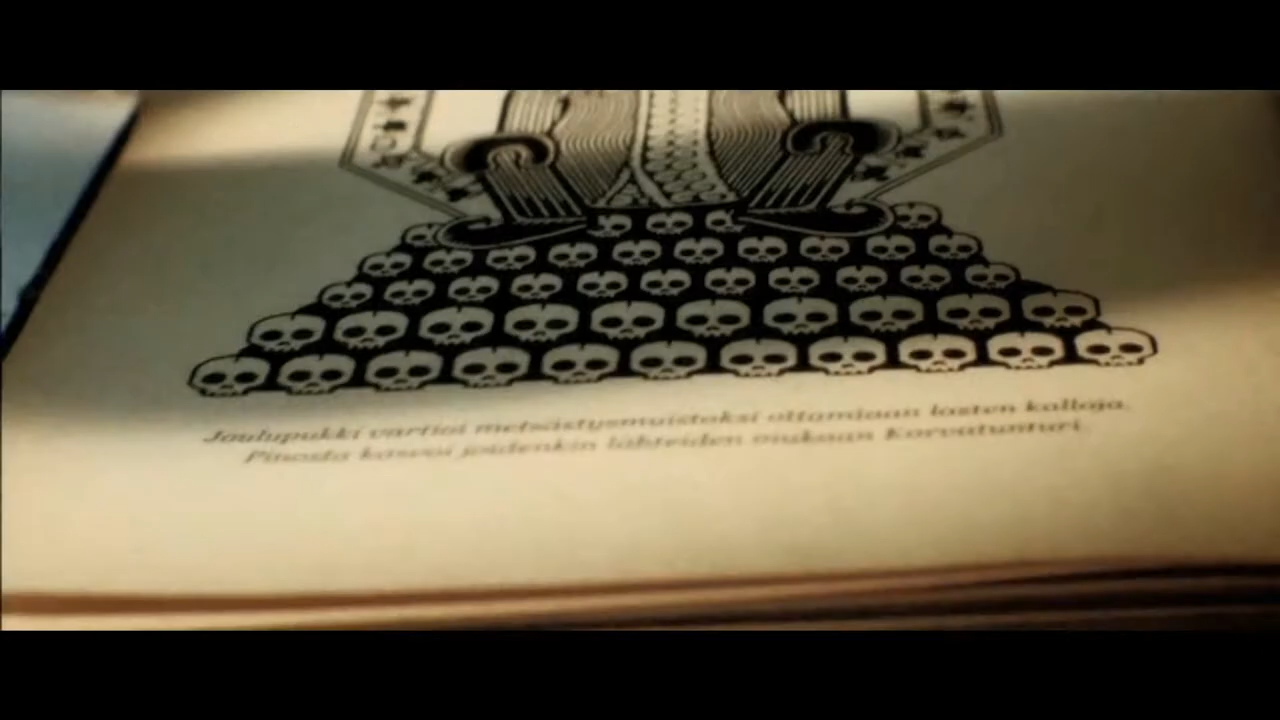 Joulupukki vartioi metsästysmuistoksi ottamiaan lasten kalloja.
Pinosta kasvoi joidenkin lähteiden mukaan Korvatunturi.